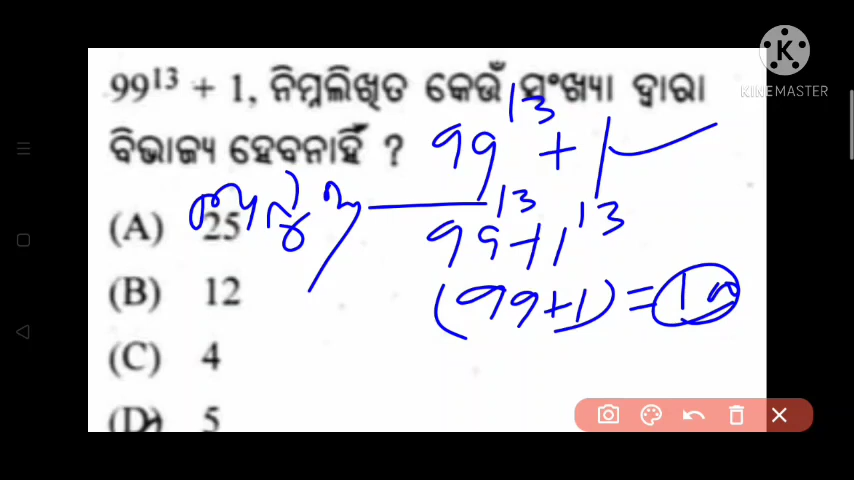 KINEMASTER
99¹³ + 1, ନିମ୍ନଲିଖିତ କେଉଁ ସଂଖ୍ୟା ଦ୍ୱାରା
ବିଭାଜ୍ୟ ହେବନାହିଁ ?
99¹³ + 1
(A) 25
99¹³ + 1¹³
(B) 12
(99+1) = 100
(C) 4
(D) 5